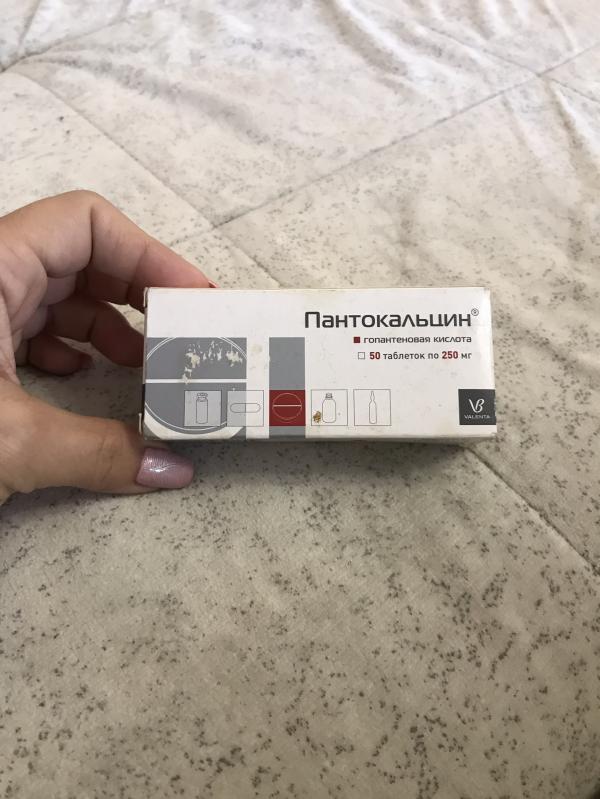 Пантокальцин®
гопантеновая кислота
50 таблеток по 250 мг
VALENTA